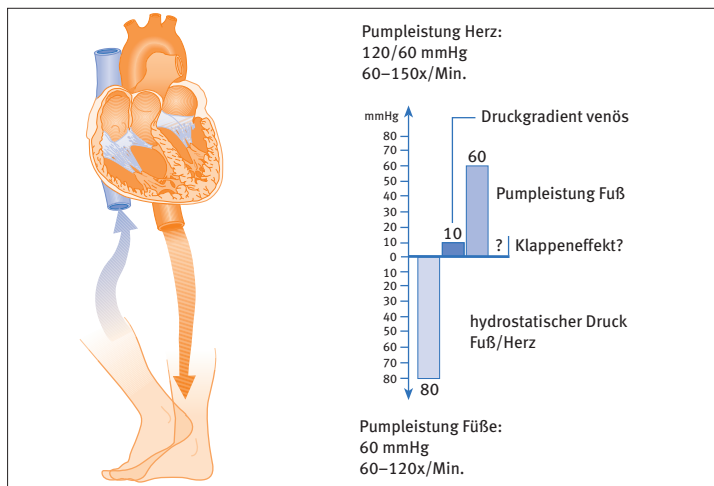 Pumpleistung Herz:
120/60 mmHg
60–150x/Min.
mmHg
Druckgradient venös
80
70
60
50
40
30
20
10
0
10
20
30
40
50
60
70
80
60
Pumpleistung Fuß
10
? Klappeneffekt?
hydrostatischer Druck
Fuß/Herz
80
Pumpleistung Füße:
60 mmHg
60–120x/Min.